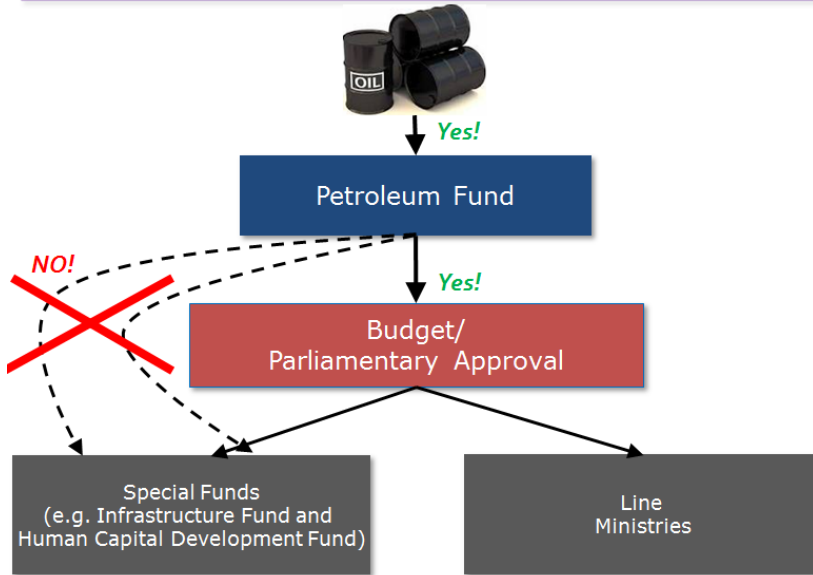 OIL
Yes!
Petroleum Fund
NO!
Yes!
Budget/
Parliamentary Approval
Special Funds
(e.g. Infrastructure Fund and
Human Capital Development Fund)
Line
Ministries